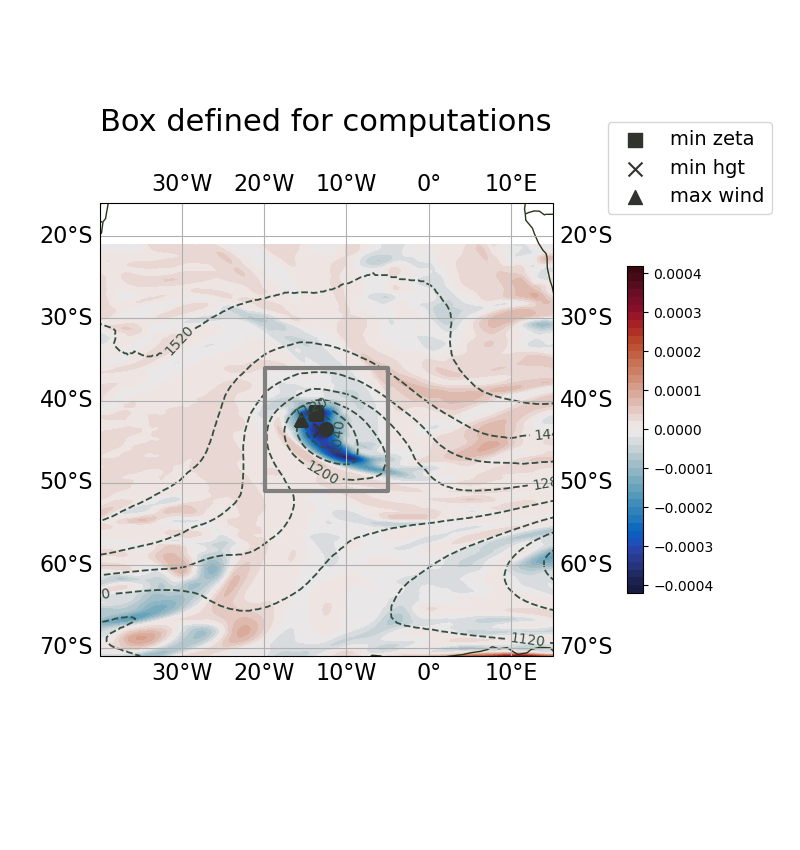 Box defined for computations
min zeta
min hgt
max wind
30°W 20°W 10°W 0° 10°E
20°S 20°S
30°S 30°S
40°S 40°S
50°S 50°S
60°S 60°S
70°S 70°S
30°W 20°W 10°W 0° 10°E
1520
1200
1120
0.0004
0.0003
0.0002
0.0001
0.0000
−0.0001
−0.0002
−0.0003
−0.0004